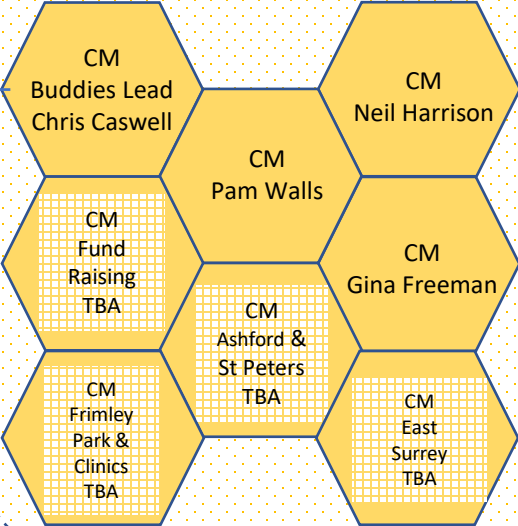 CM
Buddies Lead
Chris Caswell
CM
Neil Harrison
CM
Pam Walls
CM
Fund
Raising
TBA
CM
Gina Freeman
CM
Ashford &
St Peters
TBA
CM
Frimley
Park &
Clinics
TBA
CM
East
Surrey
TBA